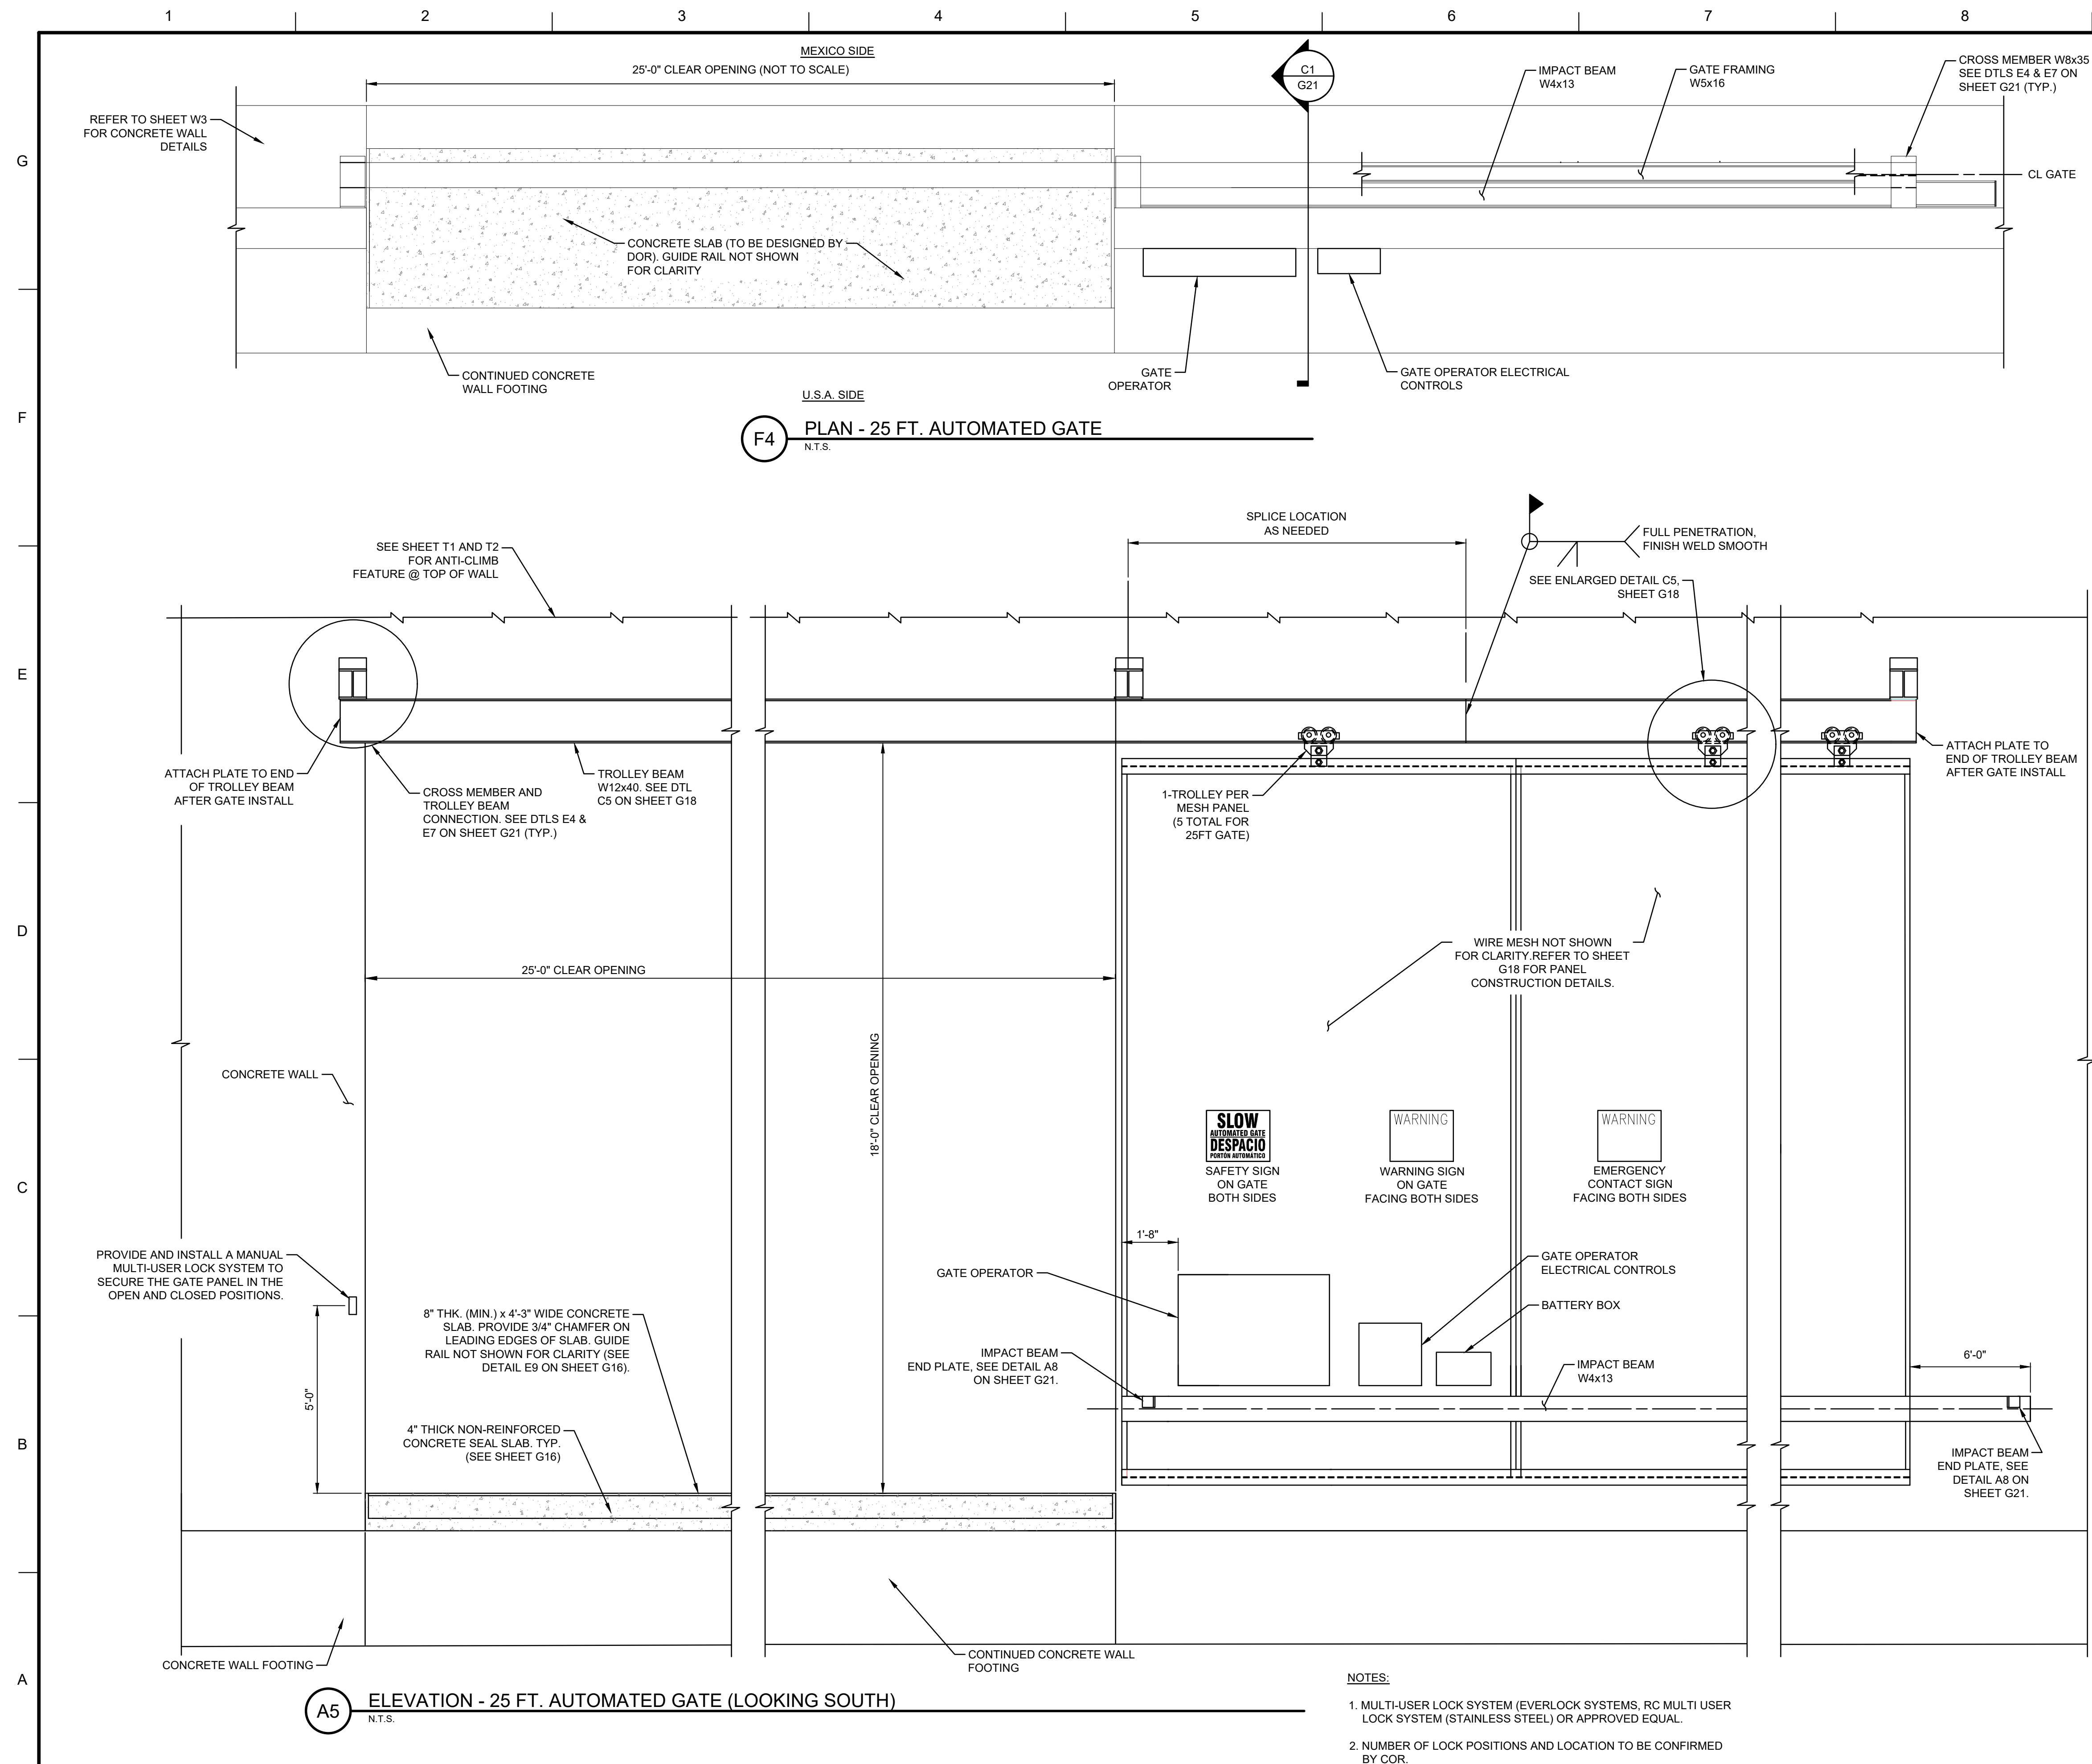 1 2 3 4 5 6 7 8
G
F
E
D
C
B
A
MEXICO SIDE
25'-0" CLEAR OPENING (NOT TO SCALE)
C1
G21
IMPACT BEAM
W4x13
GATE FRAMING
W5x16
CROSS MEMBER W8x35
SEE DTLS E4 & E7 ON
SHEET G21 (TYP.)
REFER TO SHEET W3
FOR CONCRETE WALL
DETAILS
CL GATE
CONCRETE SLAB (TO BE DESIGNED BY
DOR). GUIDE RAIL NOT SHOWN
FOR CLARITY
CONTINUED CONCRETE
WALL FOOTING
GATE
OPERATOR
GATE OPERATOR ELECTRICAL
CONTROLS
U.S.A. SIDE
F4
PLAN - 25 FT. AUTOMATED GATE
N.T.S.
SPLICE LOCATION
AS NEEDED
FULL PENETRATION,
FINISH WELD SMOOTH
SEE SHEET T1 AND T2
FOR ANTI-CLIMB
FEATURE @ TOP OF WALL
SEE ENLARGED DETAIL C5,
SHEET G18
ATTACH PLATE TO END
OF TROLLEY BEAM
AFTER GATE INSTALL
CROSS MEMBER AND
TROLLEY BEAM
CONNECTION. SEE DTLS E4 &
E7 ON SHEET G21 (TYP.)
TROLLEY BEAM
W12x40. SEE DTL
C5 ON SHEET G18
1-TROLLEY PER
MESH PANEL
(5 TOTAL FOR
25FT GATE)
ATTACH PLATE TO
END OF TROLLEY BEAM
AFTER GATE INSTALL
WIRE MESH NOT SHOWN
FOR CLARITY.REFER TO SHEET
G18 FOR PANEL
CONSTRUCTION DETAILS.
25'-0" CLEAR OPENING
18'-0" CLEAR OPENING
CONCRETE WALL
SLOW
AUTOMATED GATE
DESPACIO
PORTÓN AUTOMÁTICO
SAFETY SIGN
ON GATE
BOTH SIDES
WARNING
WARNING SIGN
ON GATE
FACING BOTH SIDES
WARNING
EMERGENCY
CONTACT SIGN
FACING BOTH SIDES
1'-8"
PROVIDE AND INSTALL A MANUAL
MULTI-USER LOCK SYSTEM TO
SECURE THE GATE PANEL IN THE
OPEN AND CLOSED POSITIONS.
GATE OPERATOR
GATE OPERATOR
ELECTRICAL CONTROLS
BATTERY BOX
8" THK. (MIN.) x 4'-3" WIDE CONCRETE
SLAB. PROVIDE 3/4" CHAMFER ON
LEADING EDGES OF SLAB. GUIDE
RAIL NOT SHOWN FOR CLARITY (SEE
DETAIL E9 ON SHEET G16).
IMPACT BEAM
END PLATE, SEE DETAIL A8
ON SHEET G21.
IMPACT BEAM
W4x13
6'-0"
5'-0"
4" THICK NON-REINFORCED
CONCRETE SEAL SLAB. TYP.
(SEE SHEET G16)
IMPACT BEAM
END PLATE, SEE
DETAIL A8 ON
SHEET G21.
CONCRETE WALL FOOTING
CONTINUED CONCRETE WALL
FOOTING
A5
ELEVATION - 25 FT. AUTOMATED GATE (LOOKING SOUTH)
N.T.S.
NOTES:
1. MULTI-USER LOCK SYSTEM (EVERLOCK SYSTEMS, RC MULTI USER
LOCK SYSTEM (STAINLESS STEEL) OR APPROVED EQUAL.
2. NUMBER OF LOCK POSITIONS AND LOCATION TO BE CONFIRMED
BY COR.